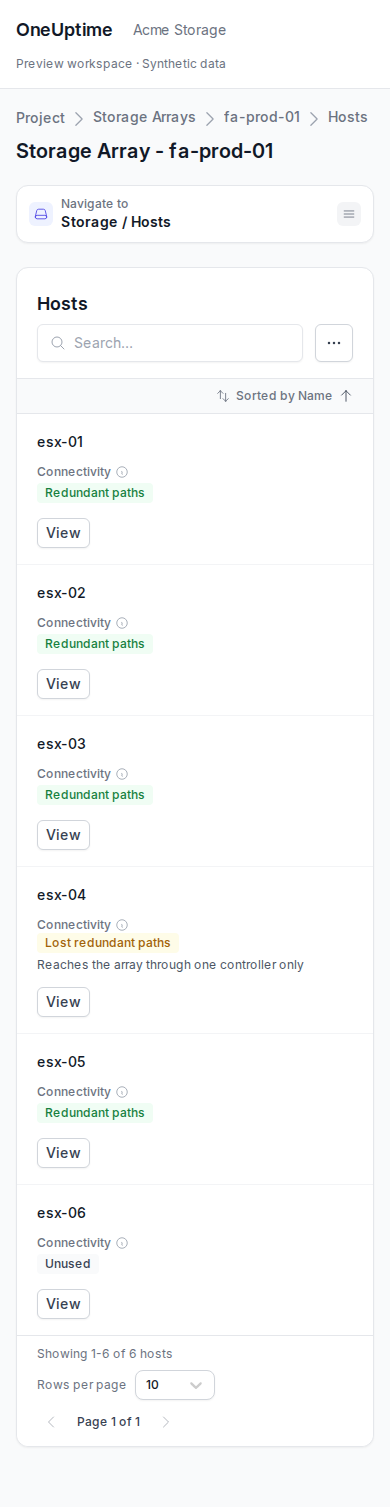 OneUptime Acme Storage
Preview workspace · Synthetic data
Project Storage Arrays fa-prod-01 Hosts
Storage Array - fa-prod-01
Navigate to
Storage / Hosts
Hosts
Search...
Sorted by Name
esx-01
Connectivity
Redundant paths
View
esx-02
Connectivity
Redundant paths
View
esx-03
Connectivity
Redundant paths
View
esx-04
Connectivity
Lost redundant paths
Reaches the array through one controller only
View
esx-05
Connectivity
Redundant paths
View
esx-06
Connectivity
Unused
View
Showing 1-6 of 6 hosts
Rows per page 10
Page 1 of 1